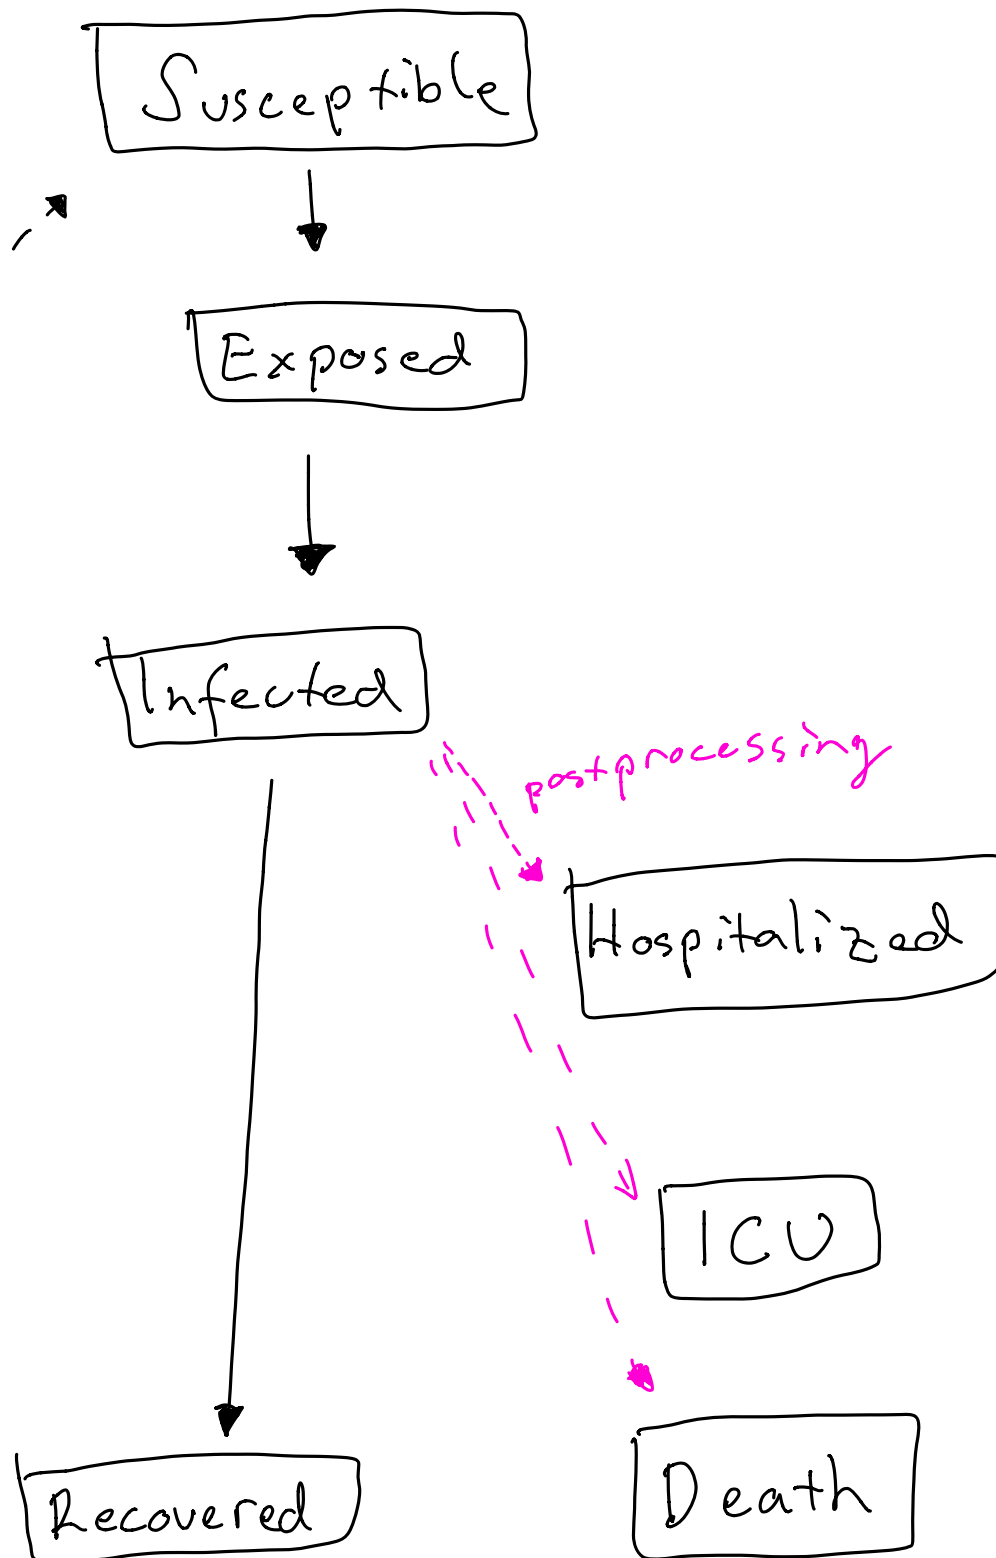 Susceptible
Exposed
Infected
postprocessing
Hospitalized
ICU
Recovered
Death